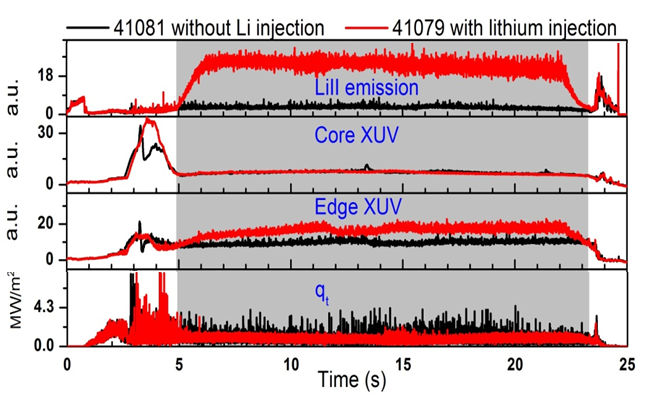 41081 without Li injection 41079 with lithium injection
a.u.
18
0
LiII emission
a.u.
30
0
Core XUV
a.u.
20
0
Edge XUV
MW/m²
4.3
0.0
qt
0 5 10 15 20 25
Time (s)